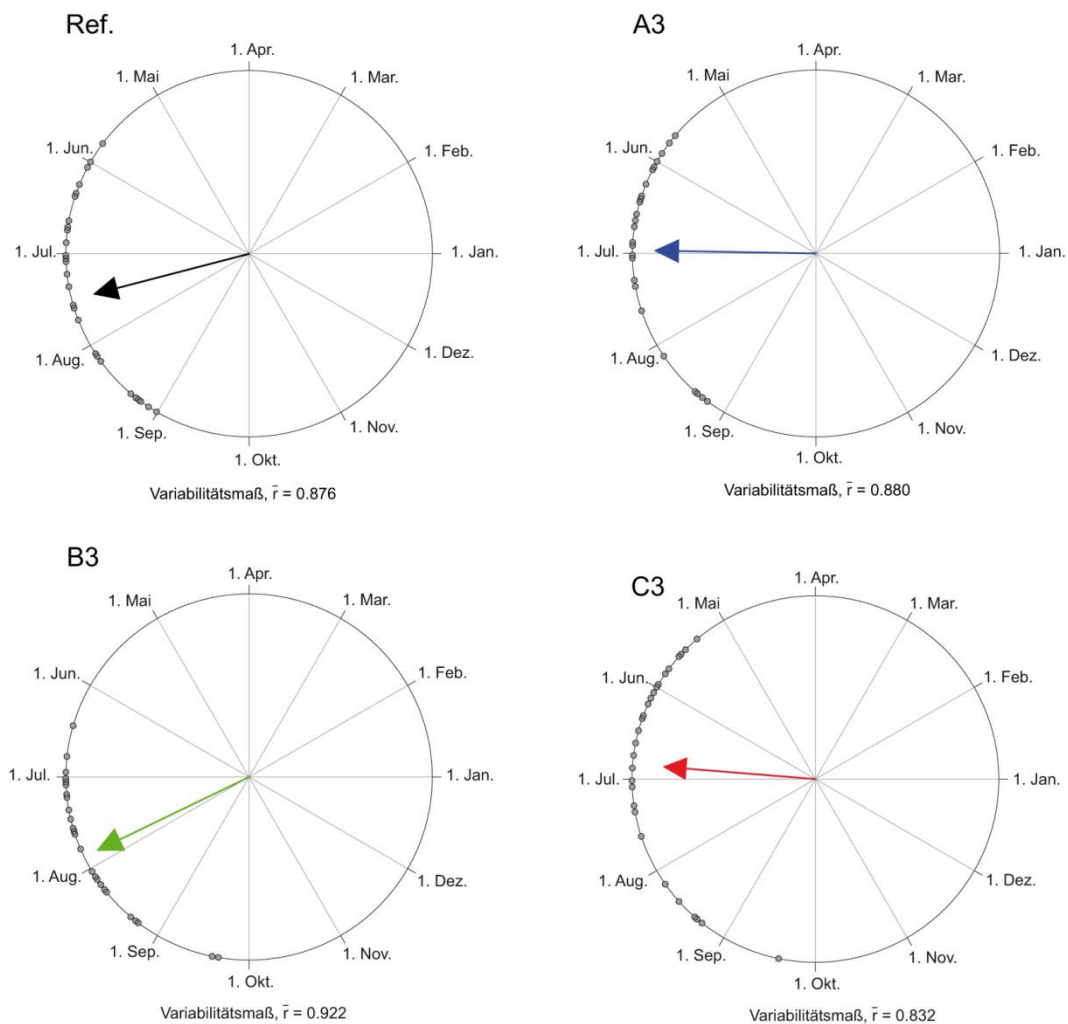 Ref.
1. Apr.
1. Mai
1. Mar.
1. Jun.
1. Feb.
1. Jul.
1. Jan.
1. Aug.
1. Dez.
1. Sep.
1. Nov.
1. Okt.
Variabilitätsmaß, r̄ = 0.876
A3
1. Apr.
1. Mai
1. Mar.
1. Jun.
1. Feb.
1. Jul.
1. Jan.
1. Aug.
1. Dez.
1. Sep.
1. Nov.
1. Okt.
Variabilitätsmaß, r̄ = 0.880
B3
1. Apr.
1. Mai
1. Mar.
1. Jun.
1. Feb.
1. Jul.
1. Jan.
1. Aug.
1. Dez.
1. Sep.
1. Nov.
1. Okt.
Variabilitätsmaß, r̄ = 0.922
C3
1. Apr.
1. Mai
1. Mar.
1. Jun.
1. Feb.
1. Jul.
1. Jan.
1. Aug.
1. Dez.
1. Sep.
1. Nov.
1. Okt.
Variabilitätsmaß, r̄ = 0.832